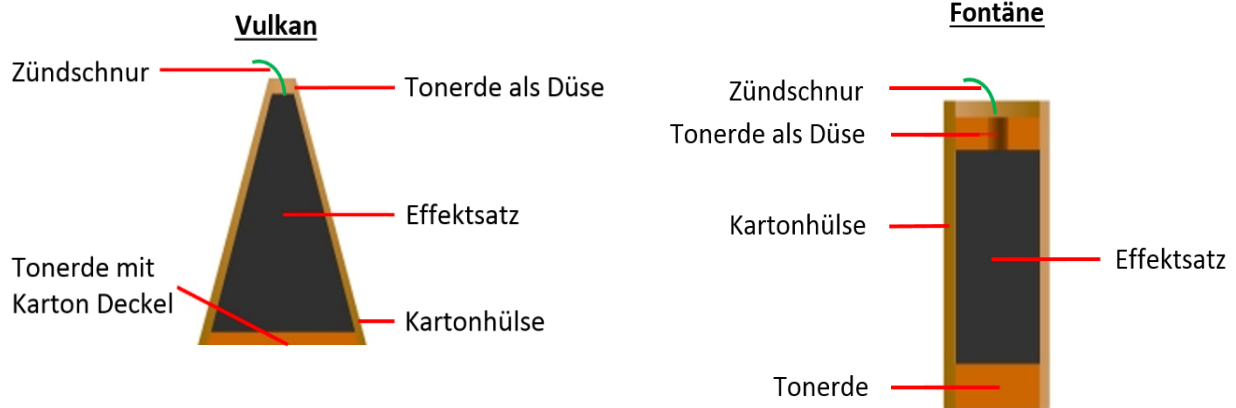 Vulkan
Zündschnur
Tonerde als Düse
Effektsatz
Tonerde mit
Karton Deckel
Kartonhülse
Fontäne
Zündschnur
Tonerde als Düse
Kartonhülse
Effektsatz
Tonerde